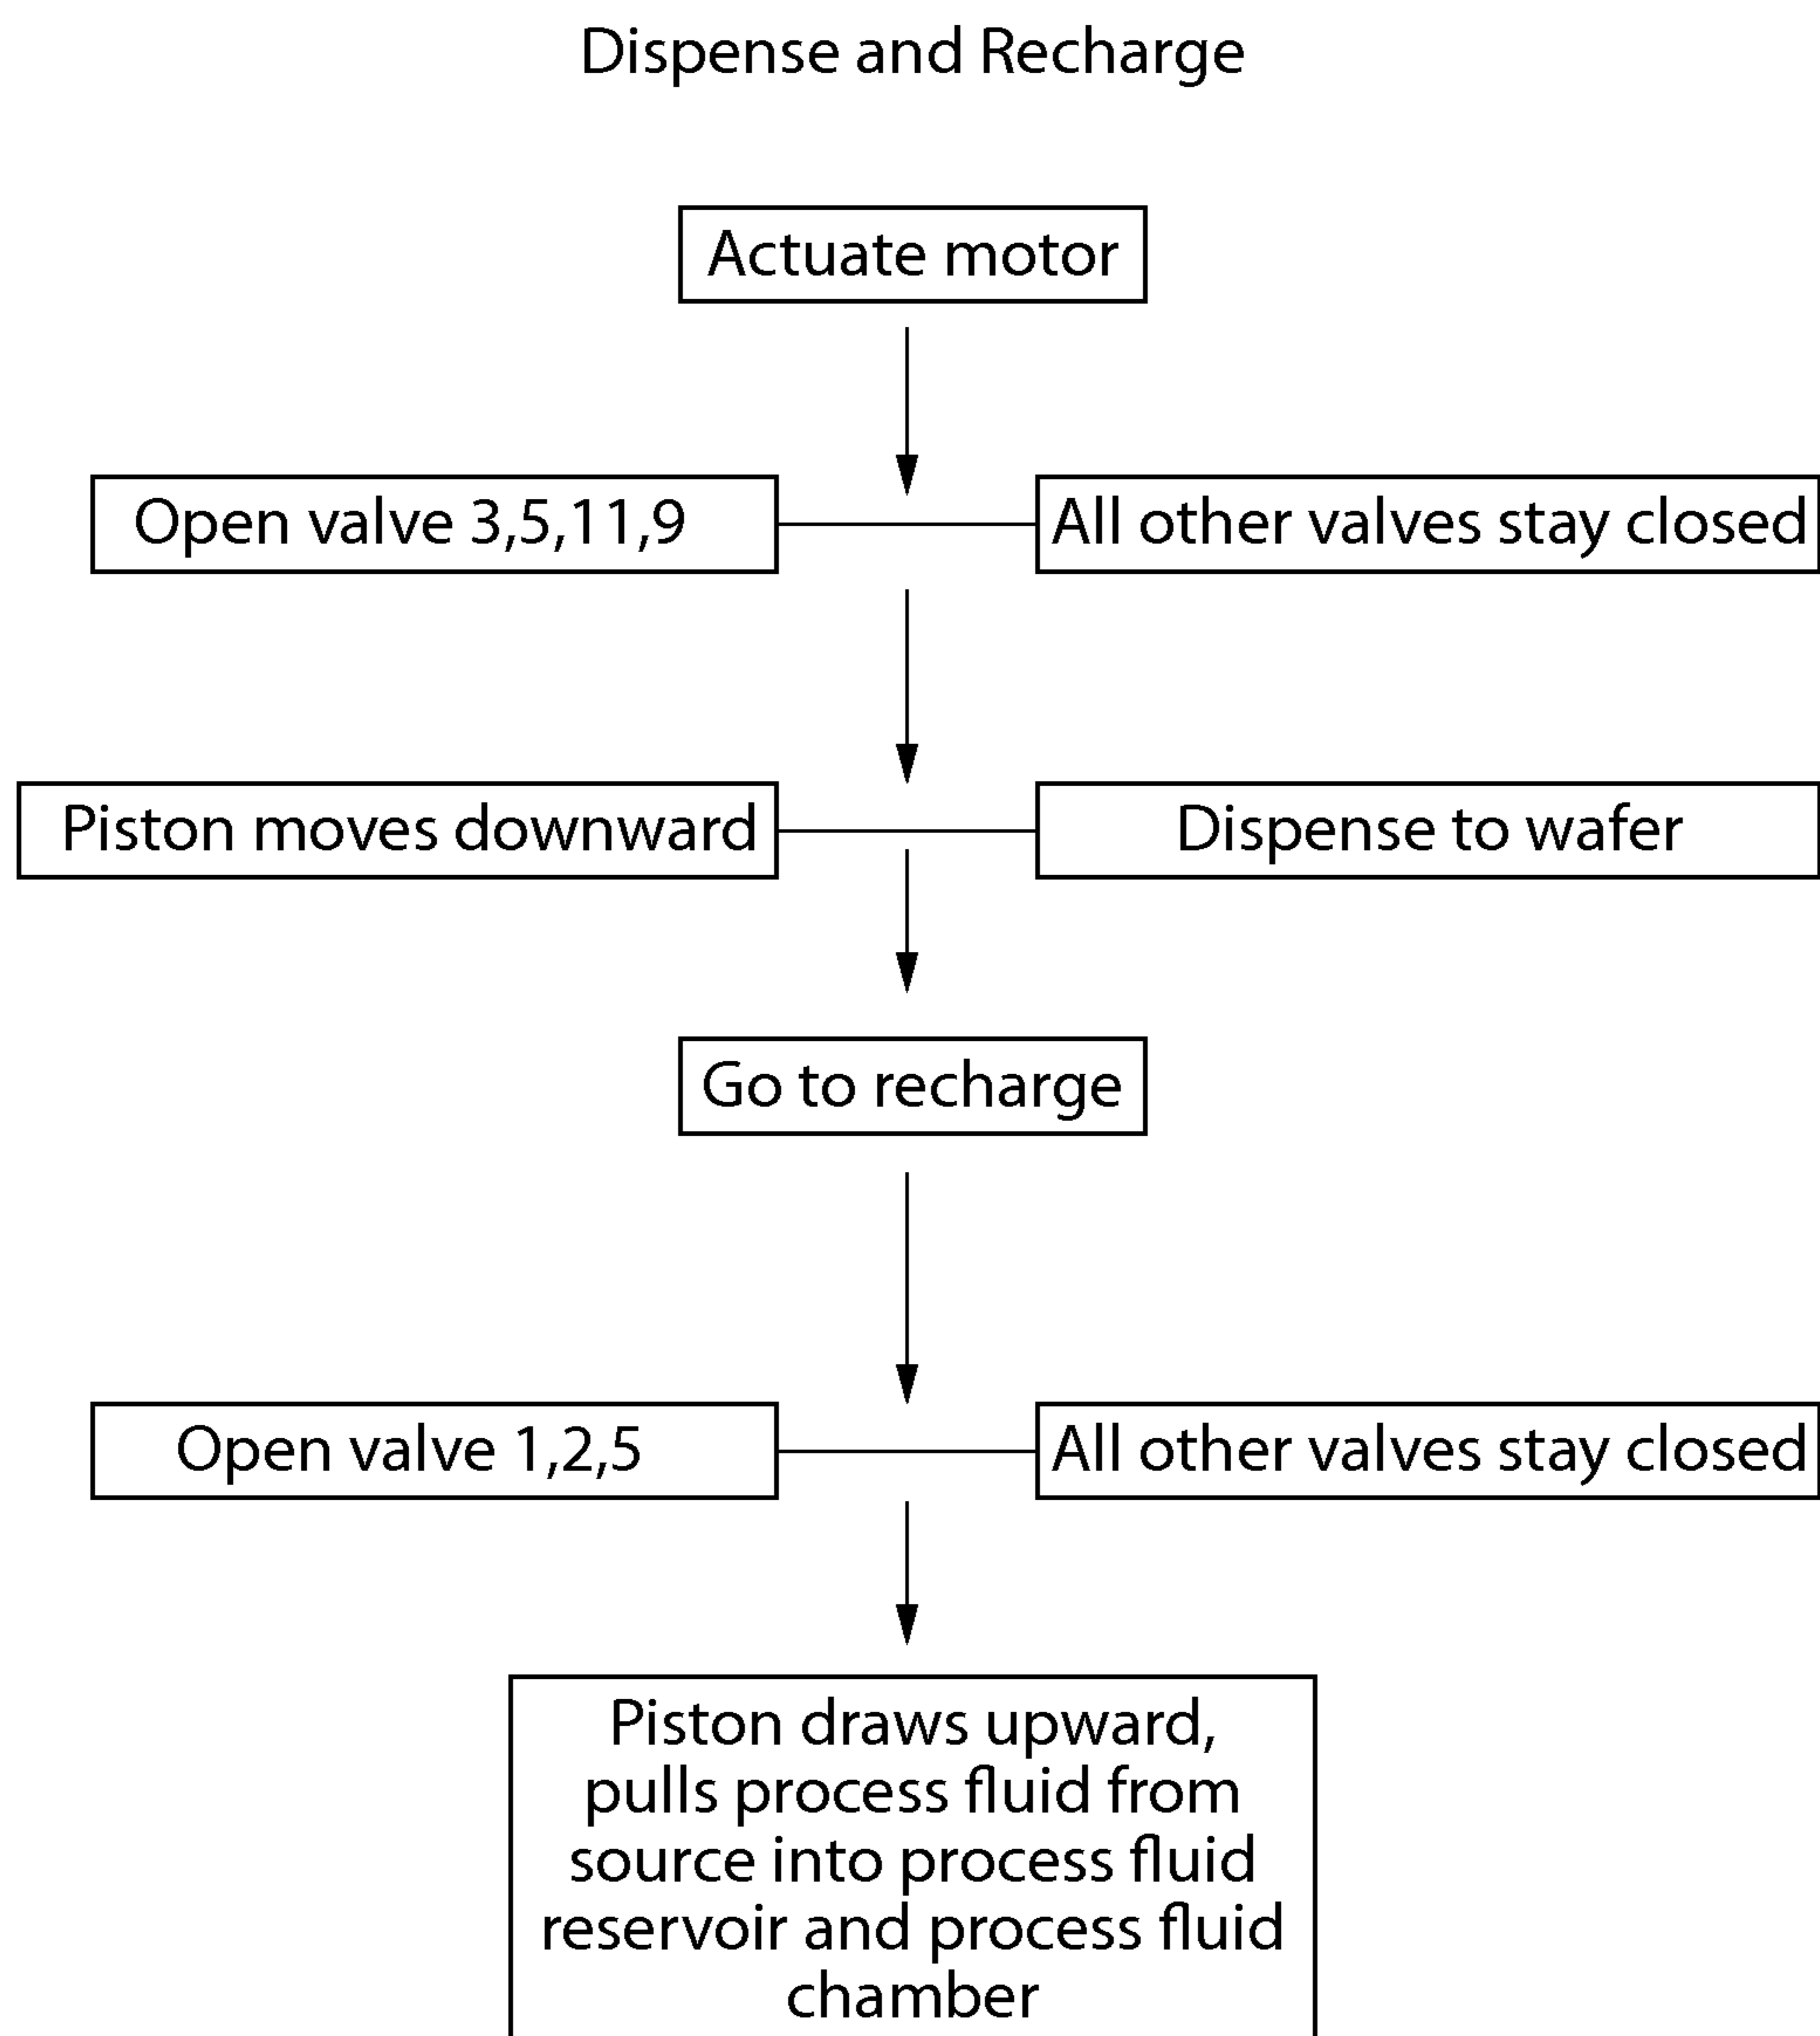 Dispense and Recharge
Actuate motor
Open valve 3,5,11,9
All other valves stay closed
Piston moves downward
Dispense to wafer
Go to recharge
Open valve 1,2,5
All other valves stay closed
Piston draws upward,
pulls process fluid from
source into process fluid
reservoir and process fluid
chamber